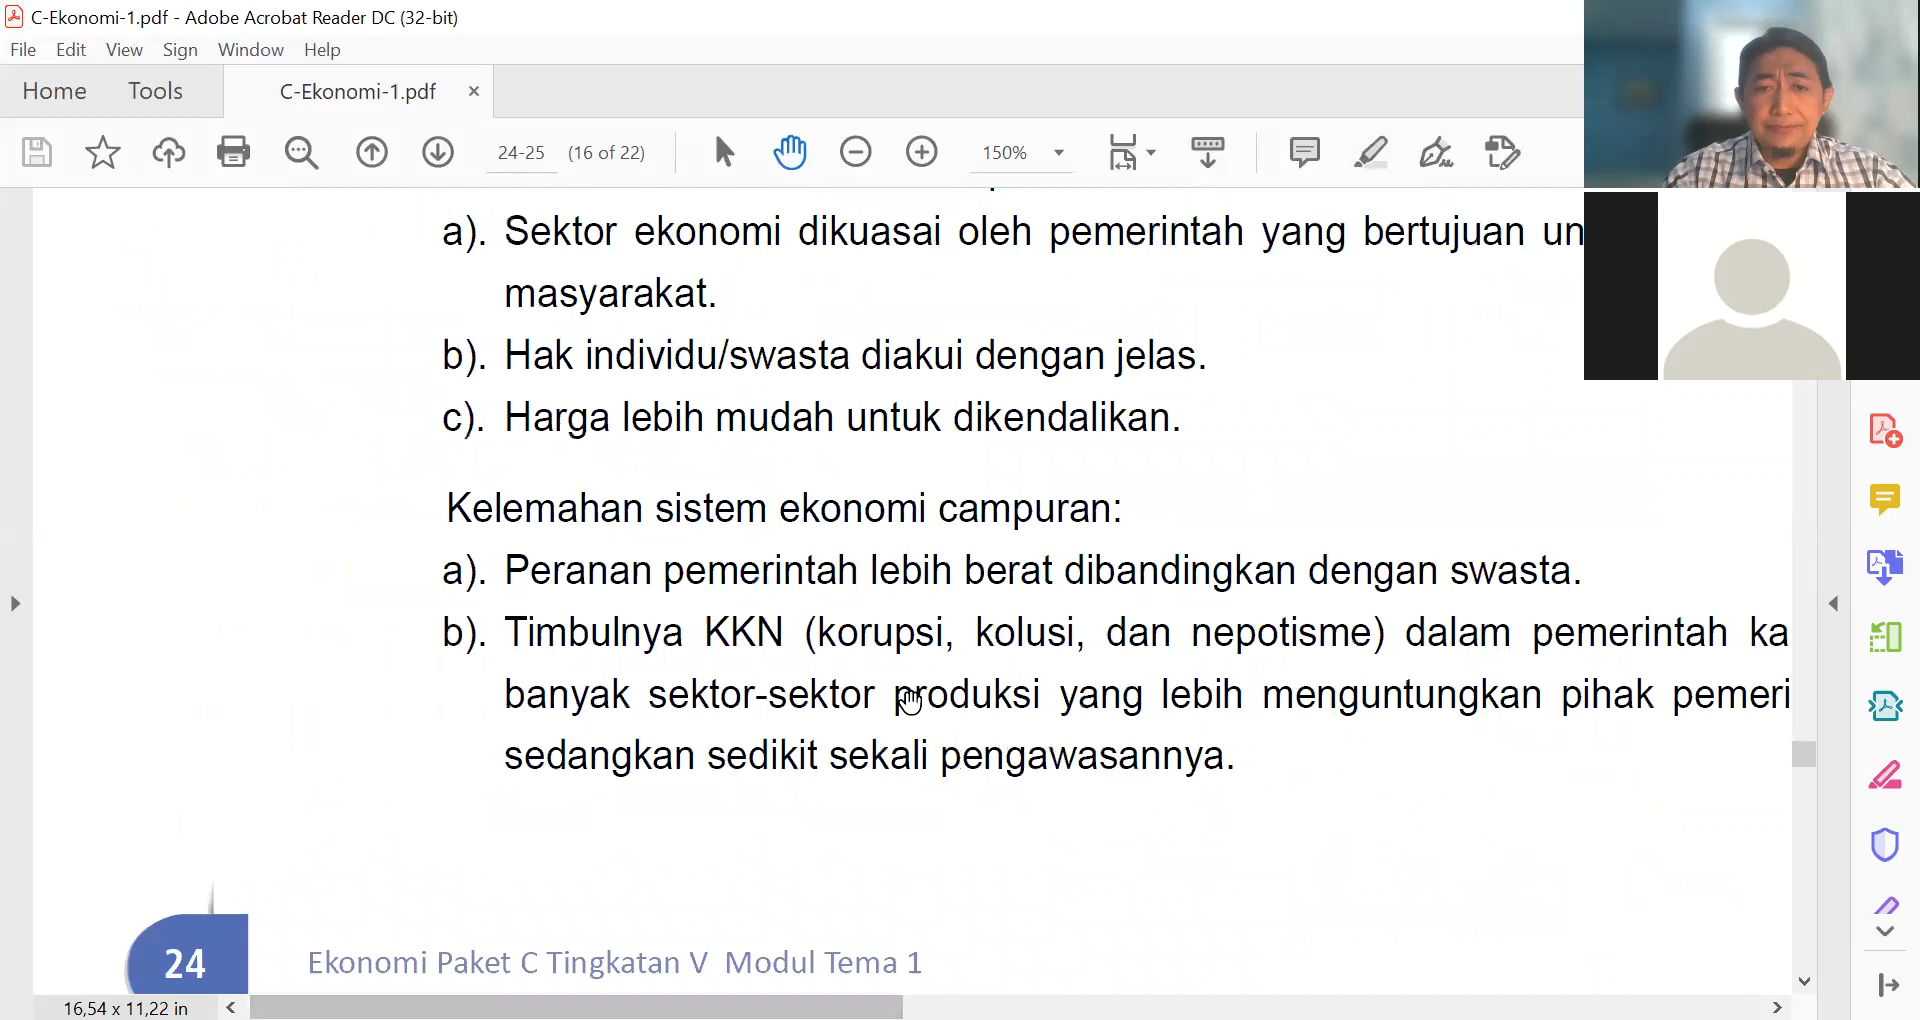 C-Ekonomi-1.pdf - Adobe Acrobat Reader DC (32-bit)
File Edit View Sign Window Help
Home Tools C-Ekonomi-1.pdf ×
24-25 (16 of 22) 150%
a). Sektor ekonomi dikuasai oleh pemerintah yang bertujuan un
masyarakat.
b). Hak individu/swasta diakui dengan jelas.
c). Harga lebih mudah untuk dikendalikan.
Kelemahan sistem ekonomi campuran:
a). Peranan pemerintah lebih berat dibandingkan dengan swasta.
b). Timbulnya KKN (korupsi, kolusi, dan nepotisme) dalam pemerintah ka
banyak sektor-sektor produksi yang lebih menguntungkan pihak pemeri
sedangkan sedikit sekali pengawasannya.
24 Ekonomi Paket C Tingkatan V Modul Tema 1
16,54 x 11,22 in